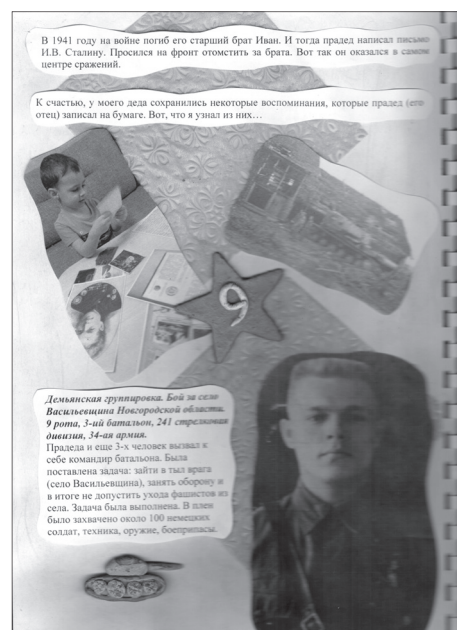 В 1941 году на войне погиб его старший брат Иван. И тогда прадед написал письмо
И.В. Сталину. Просился на фронт отомстить за брата. Вот так он оказался в самом
центре сражений.
К счастью, у моего деда сохранились некоторые воспоминания, которые прадед (его
отец) записал на бумаге. Вот, что я узнал из них…
9
Демьянская группировка. Бой за село
Васильевщина Новгородской области.
9 рота, 3-ий батальон, 241 стрелковая
дивизия, 34-ая армия.
Прадеда и еще 3-х человек вызвал к
себе командир батальона. Была
поставлена задача: зайти в тыл врага
(село Васильевщина), занять оборону и
в итоге не допустить ухода фашистов из
села. Задача была выполнена. В плен
было захвачено около 100 немецких
солдат, техника, оружие, боеприпасы.